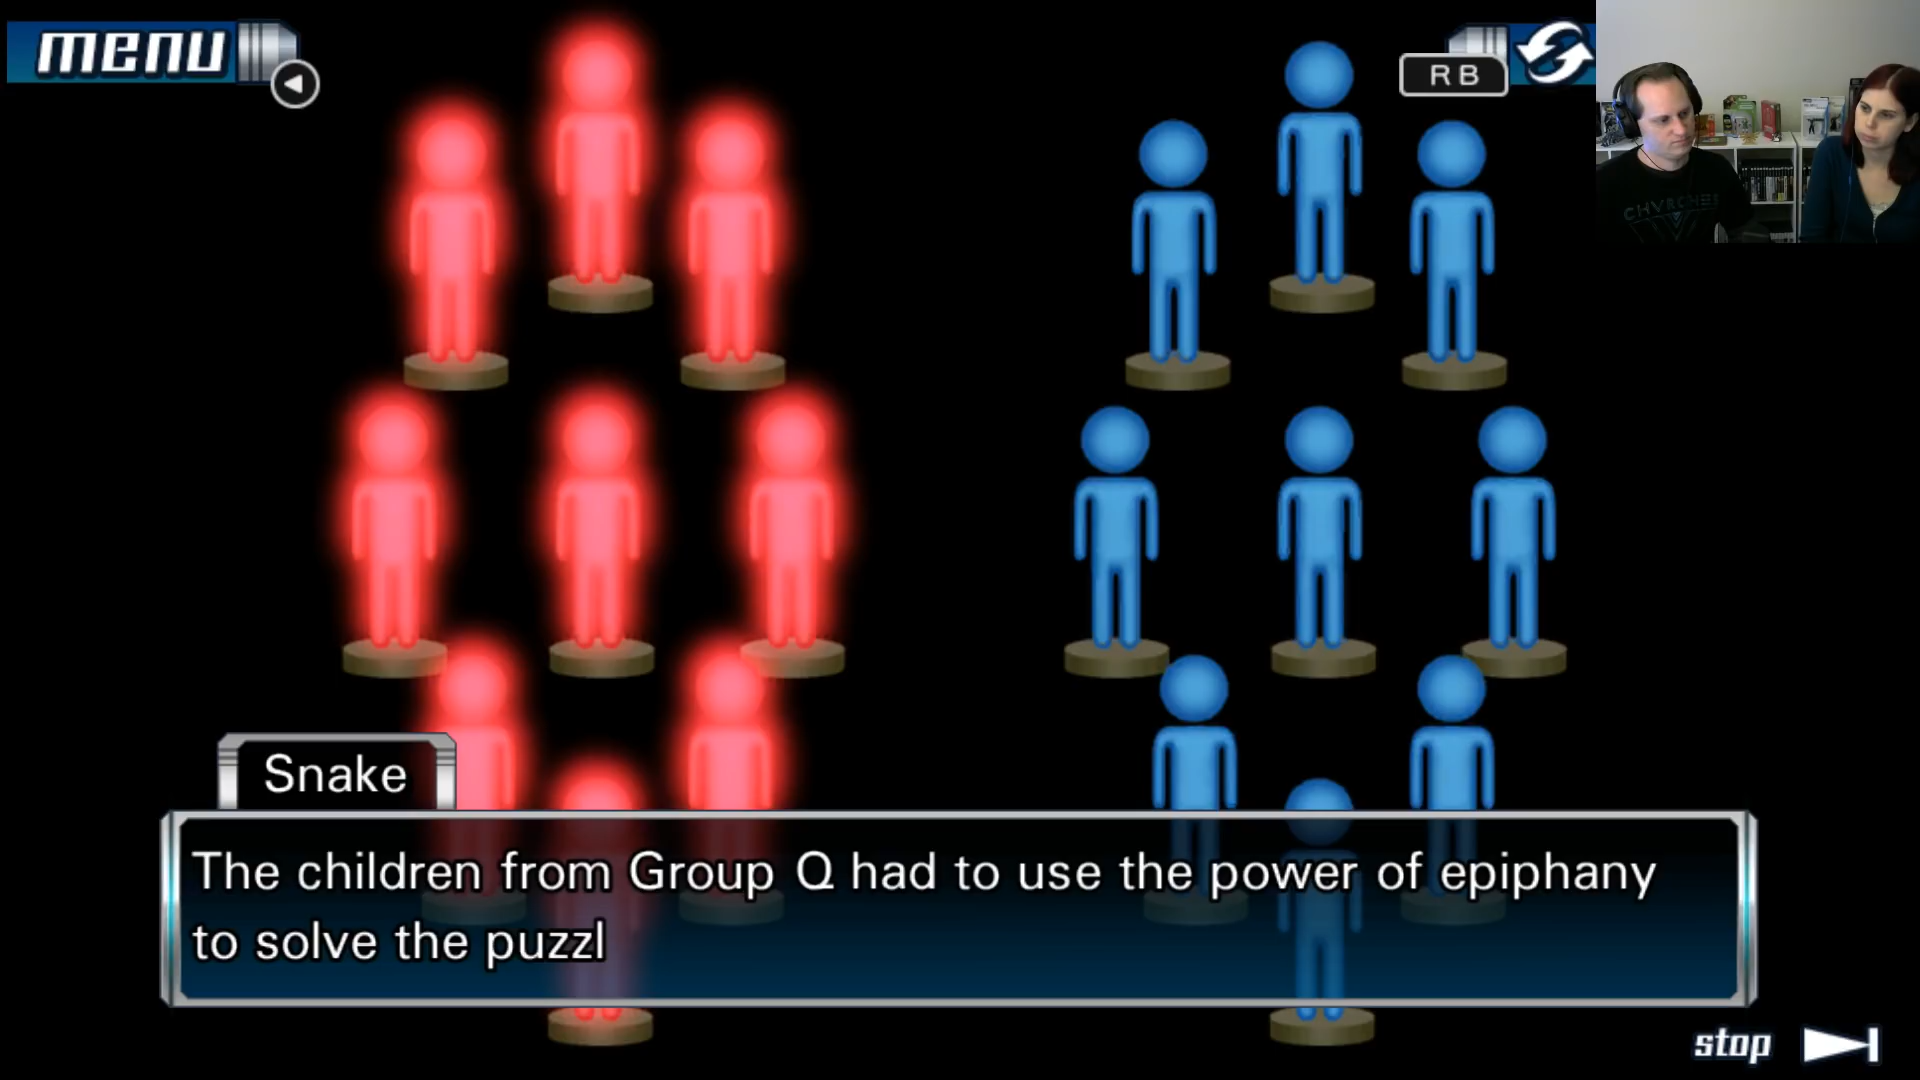 menu
RB
CHVRCHES
Snake
The children from Group Q had to use the power of epiphany
to solve the puzzl
stop